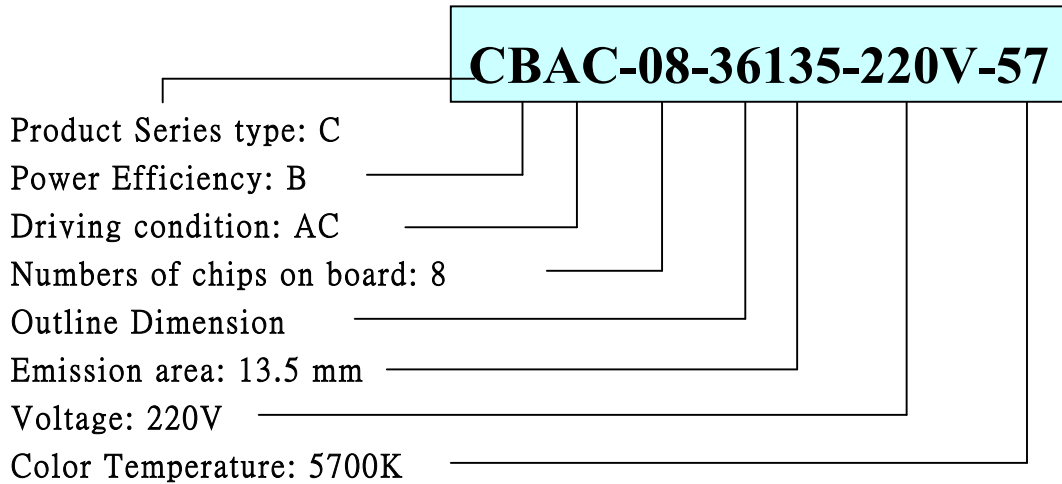 CBAC-08-36135-220V-57
Product Series type: C
Power Efficiency: B
Driving condition: AC
Numbers of chips on board: 8
Outline Dimension
Emission area: 13.5 mm
Voltage: 220V
Color Temperature: 5700K